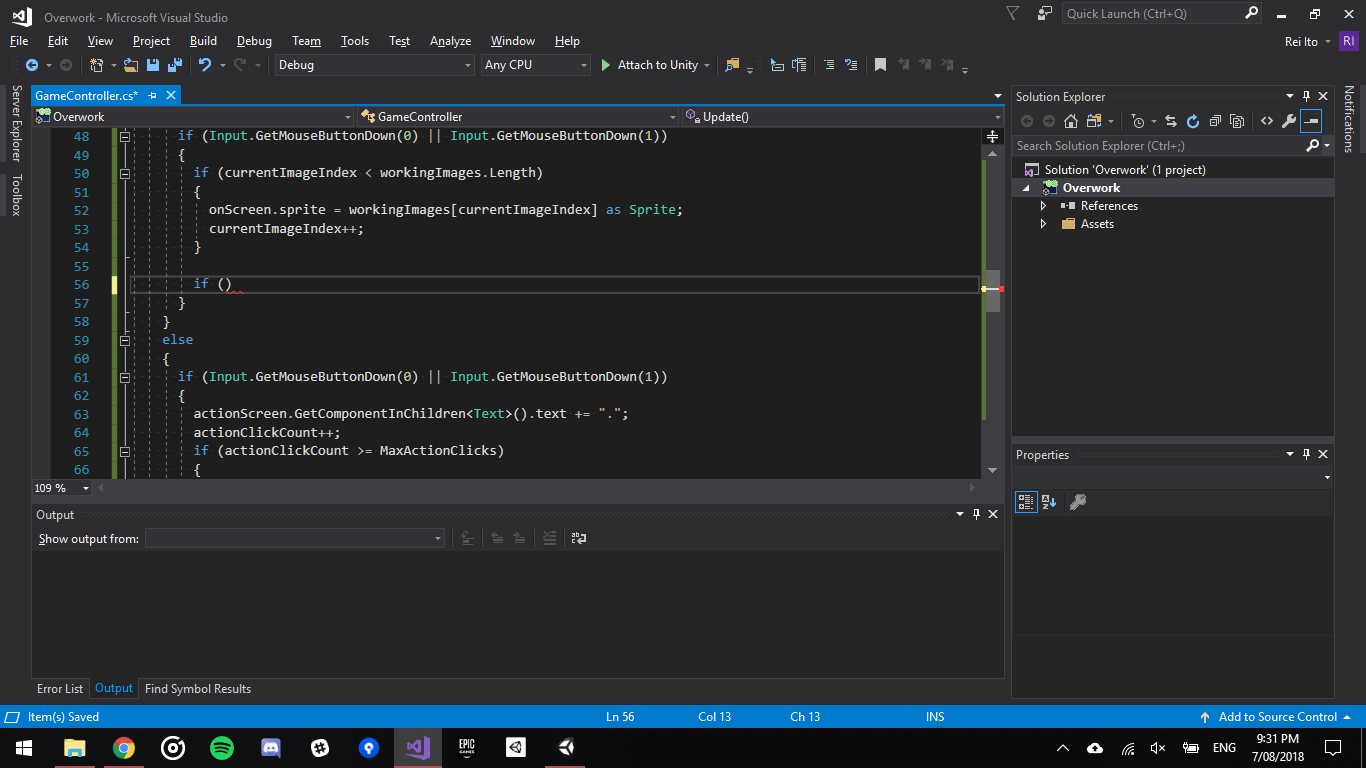 Overwork - Microsoft Visual Studio
Quick Launch (Ctrl+Q)
File Edit View Project Build Debug Team Tools Test Analyze Window Help
Rei Ito RI
Debug Any CPU Attach to Unity
Server Explorer
Toolbox
GameController.cs*
Overwork GameController Update()
48 if (Input.GetMouseButtonDown(0) || Input.GetMouseButtonDown(1))
49 {
50 if (currentImageIndex < workingImages.Length)
51 {
52 onScreen.sprite = workingImages[currentImageIndex] as Sprite;
53 currentImageIndex++;
54 }
55
56 if ()
57 }
58 }
59 else
60 {
61 if (Input.GetMouseButtonDown(0) || Input.GetMouseButtonDown(1))
62 {
63 actionScreen.GetComponentInChildren<Text>().text += ".";
64 actionClickCount++;
65 if (actionClickCount >= MaxActionClicks)
66 {
109 %
Output
Show output from:
Error List Output Find Symbol Results
Solution Explorer
Search Solution Explorer (Ctrl+;)
Solution 'Overwork' (1 project)
Overwork
References
Assets
Properties
Notifications
Item(s) Saved Ln 56 Col 13 Ch 13 INS Add to Source Control
EPIC GAMES
ENG
9:31 PM
7/08/2018